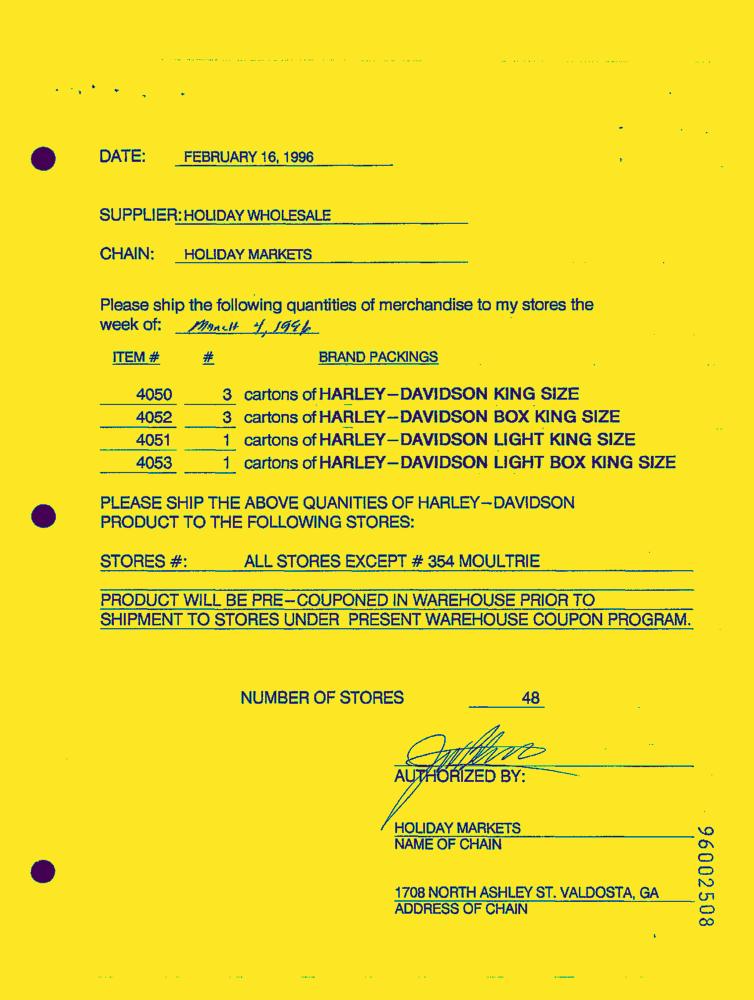 DATE: FEBRUARY 16, 1996
SUPPLIER: HOLIDAY WHOLESALE
CHAIN: HOLIDAY MARKETS
Please ship the following quantities of merchandise to my stores the
week of: March 4, 1996
ITEM # # BRAND PACKINGS
4050 3 cartons of HARLEY-DAVIDSON KING SIZE
4052 3 cartons of HARLEY-DAVIDSON BOX KING SIZE
4051 1 cartons of HARLEY-DAVIDSON LIGHT KING SIZE
4053 1 cartons of HARLEY-DAVIDSON LIGHT BOX KING SIZE
PLEASE SHIP THE ABOVE QUANITIES OF HARLEY-DAVIDSON
PRODUCT TO THE FOLLOWING STORES:
STORES #: ALL STORES EXCEPT # 354 MOULTRIE
PRODUCT WILL BE PRE-COUPONED IN WAREHOUSE PRIOR TO
SHIPMENT TO STORES UNDER PRESENT WAREHOUSE COUPON PROGRAM.
NUMBER OF STORES 48
AUTHORIZED BY:
HOLIDAY MARKETS
NAME OF CHAIN
1708 NORTH ASHLEY ST. VALDOSTA, GA
ADDRESS OF CHAIN
96002508